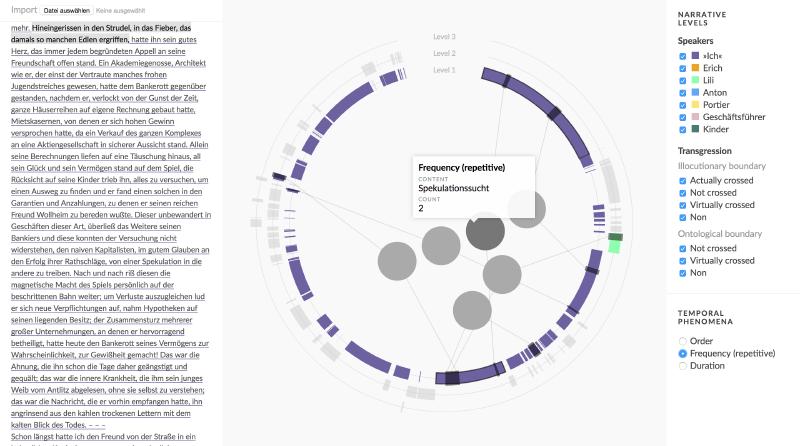 Import Datei auswählen Keine ausgewählt
mehr. Hineingerissen in den Strudel, in das Fieber, das
damals so manchen Edlen ergriffen, hatte ihn sein gutes
Herz, das immer jedem begründeten Appell an seine
Freundschaft offen stand. Ein Akademiegenosse, Architekt
wie er, der einst der Vertraute manches frohen
Jugendstreiches gewesen, hatte dem Bankerott gegenüber
gestanden, nachdem er, verlockt von der Gunst der Zeit,
ganze Häuserreihen auf eigene Rechnung gebaut hatte,
Mietskasernen, von denen er sich hohen Gewinn
versprochen hatte, da ein Verkauf des ganzen Komplexes
an eine Aktiengesellschaft in sicherer Aussicht stand. Allein
seine Berechnungen liefen auf eine Täuschung hinaus, all
sein Glück und sein Vermögen stand auf dem Spiel, die
Rücksicht auf seine Kinder trieb ihn, alles zu versuchen, um
einen Ausweg zu finden und er fand einen solchen in den
Garantien und Anzahlungen, zu denen er seinen reichen
Freund Wollheim zu bereden wußte. Dieser unbewandert in
Geschäften dieser Art, überließ das Weitere seinen
Bankiers und diese konnten der Versuchung nicht
widerstehen, den naiven Kapitalisten, im gutem Glauben an
den Erfolg ihrer Rathschläge, von einer Spekulation in die
andere zu treiben. Nach und nach riß diesen die
magnetische Macht des Spiels persönlich auf der
beschrittenen Bahn weiter; um Verluste auszugleichen lud
er sich neue Verpflichtungen auf, nahm Hypotheken auf
seinen liegenden Besitz; der Zusammensturz mehrerer
großer Unternehmungen, an denen er hervorragend
betheiligt, hatte heute den Bankerott seines Vermögens zur
Wahrscheinlichkeit, zur Gewißheit gemacht! Das war die
Ahnung, die ihn schon die Tage daher geängstigt und
gequält; das war die innere Krankheit, die ihm sein junges
Weib vom Antlitz abgelesen, ohne sie selbst zu verstehen;
das war die Nachricht, die er vorhin empfangen hatte, ihn
angrinsend aus den kahlen trockenen Lettern mit dem
kalten Blick des Todes. – – –
Schon längst hatte ich den Freund von der Straße in ein
Level 3
Level 2
Level 1
Frequency (repetitive)
CONTENT
Spekulationssucht
COUNT
2
NARRATIVE
LEVELS
Speakers
»Ich«
Erich
Lili
Anton
Portier
Geschäftsführer
Kinder
Transgression
Illocutionary boundary
Actually crossed
Not crossed
Virtually crossed
Non
Ontological boundary
Not crossed
Virtually crossed
Non
TEMPORAL
PHENOMENA
Order
Frequency (repetitive)
Duration